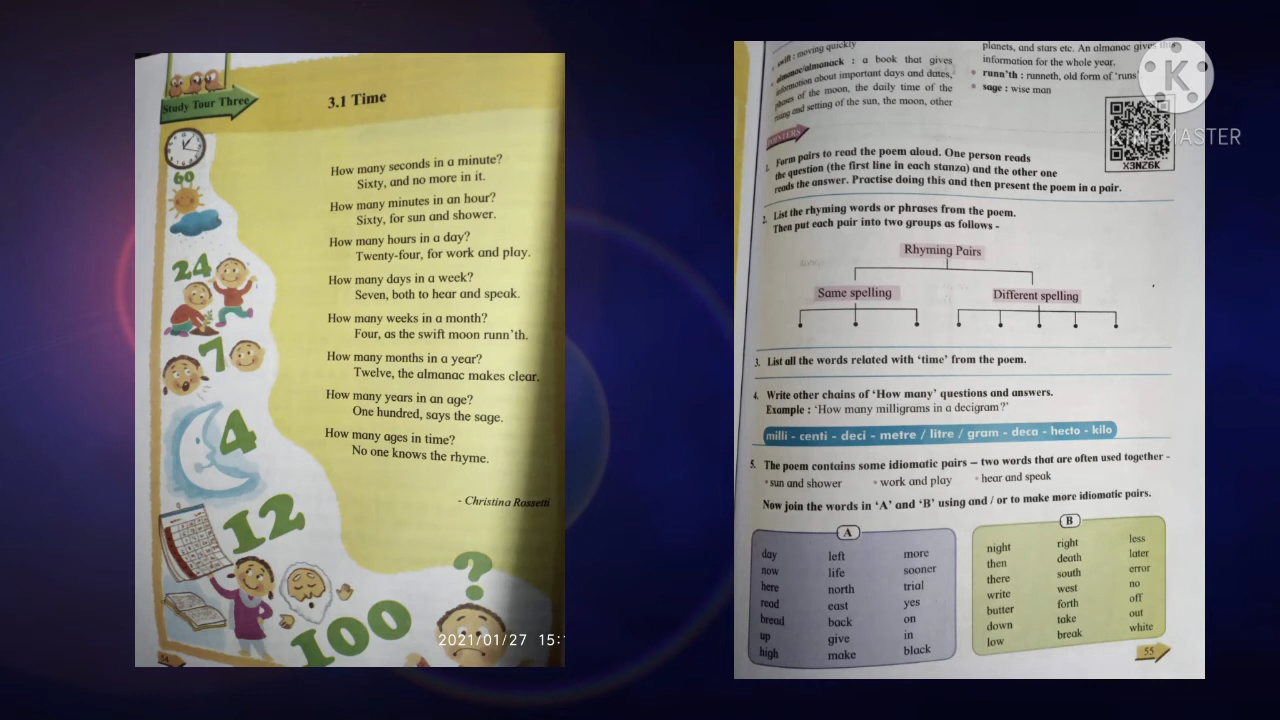 Study Tour Three
3.1 Time
60
24
7
4
12
100
?
How many seconds in a minute?
Sixty, and no more in it.
How many minutes in an hour?
Sixty, for sun and shower.
How many hours in a day?
Twenty-four, for work and play.
How many days in a week?
Seven, both to hear and speak.
How many weeks in a month?
Four, as the swift moon runn'th.
How many months in a year?
Twelve, the almanac makes clear.
How many years in an age?
One hundred, says the sage.
How many ages in time?
No one knows the rhyme.
- Christina Rossetti
2021/01/27 15:1
swift : moving quickly
almanac/almanack : a book that gives
information about important days and dates,
phases of the moon, the daily time of the
rising and setting of the sun, the moon, other
planets, and stars etc. An almanac gives this
information for the whole year.
runn'th : runneth, old form of 'runs'
sage : wise man
K
KINEMASTER
X3NZ6K
POINTERS
1. Form pairs to read the poem aloud. One person reads
the question (the first line in each stanza) and the other one
reads the answer. Practise doing this and then present the poem in a pair.
2. List the rhyming words or phrases from the poem.
Then put each pair into two groups as follows -
Rhyming Pairs
Same spelling
Different spelling
3. List all the words related with 'time' from the poem.
4. Write other chains of 'How many' questions and answers.
Example : 'How many milligrams in a decigram?'
milli - centi - deci - metre / litre / gram - deca - hecto - kilo
5. The poem contains some idiomatic pairs – two words that are often used together -
* sun and shower * work and play * hear and speak
Now join the words in 'A' and 'B' using and / or to make more idiomatic pairs.
A
day left more
now life sooner
here north trial
read east yes
bread back on
up give in
high make black
B
night right less
then death later
there south error
write west no
butter forth off
down take out
low break white
55